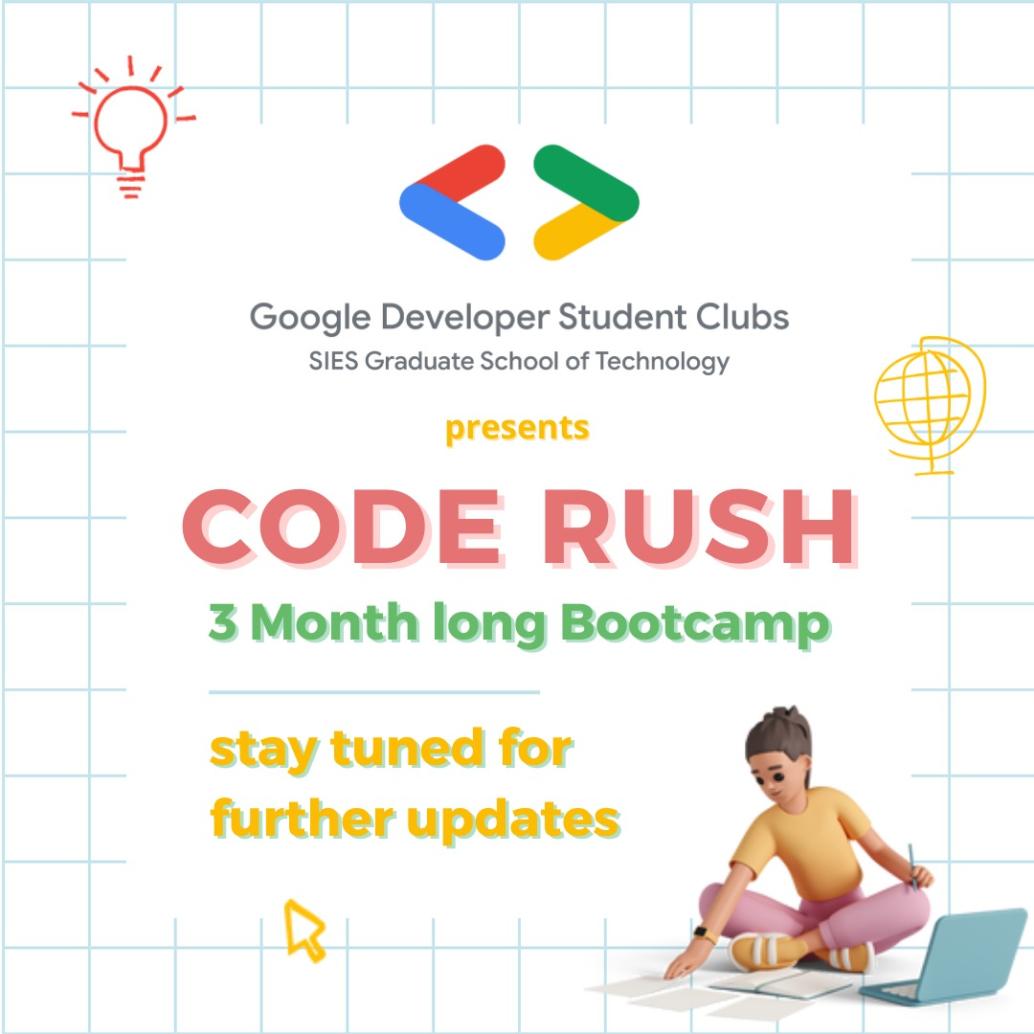 Google Developer Student Clubs
SIES Graduate School of Technology
presents
CODE RUSH
3 Month long Bootcamp
stay tuned for
further updates